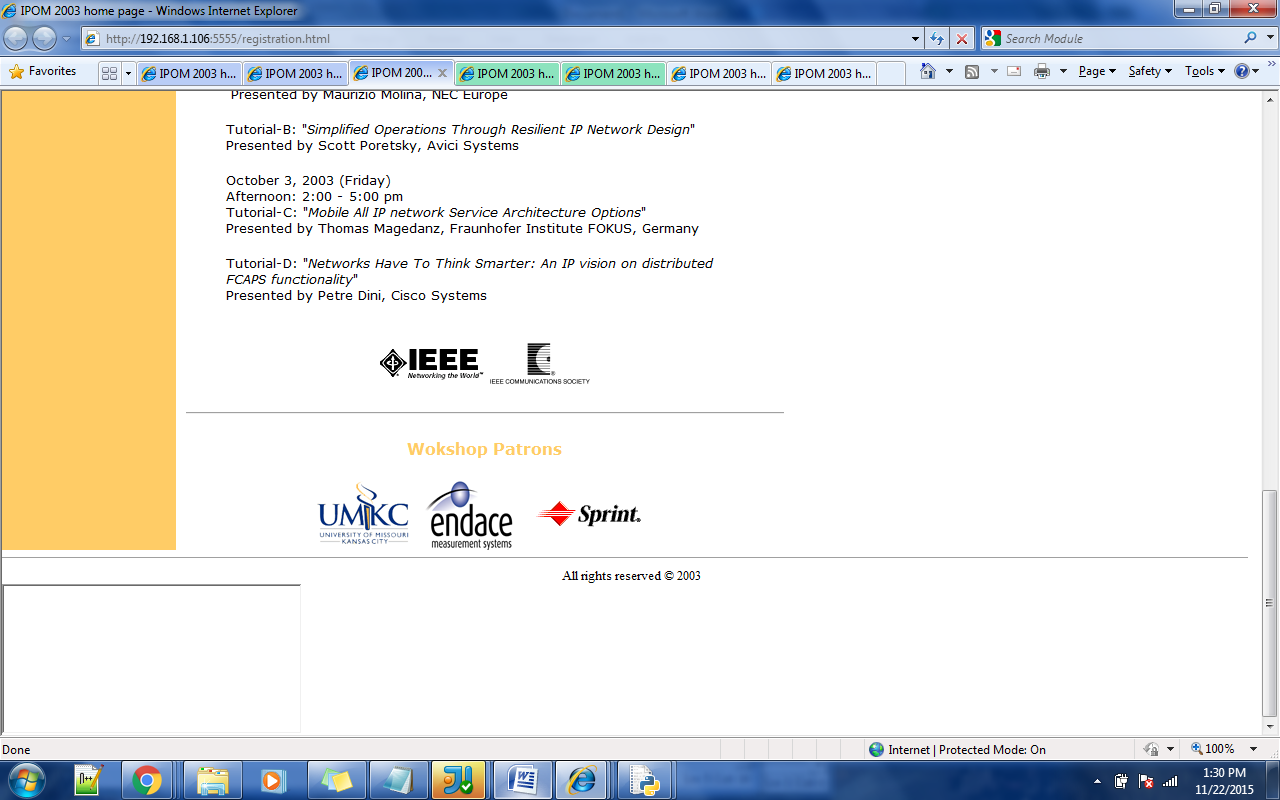 IPOM 2003 home page - Windows Internet Explorer
http://192.168.1.106:5555/registration.html
Search Module
Favorites
IPOM 2003 h...
IPOM 2003 h...
IPOM 200...
IPOM 2003 h...
IPOM 2003 h...
IPOM 2003 h...
IPOM 2003 h...
Page
Safety
Tools
Presented by Maurizio Molina, NEC Europe
Tutorial-B: "Simplified Operations Through Resilient IP Network Design"
Presented by Scott Poretsky, Avici Systems
October 3, 2003 (Friday)
Afternoon: 2:00 - 5:00 pm
Tutorial-C: "Mobile All IP network Service Architecture Options"
Presented by Thomas Magedanz, Fraunhofer Institute FOKUS, Germany
Tutorial-D: "Networks Have To Think Smarter: An IP vision on distributed
FCAPS functionality"
Presented by Petre Dini, Cisco Systems
IEEE
Networking the World™
IEEE COMMUNICATIONS SOCIETY
Wokshop Patrons
UMKC
UNIVERSITY OF MISSOURI
KANSAS CITY
endace
measurement systems
Sprint.
All rights reserved © 2003
Done
Internet | Protected Mode: On
100%
1:30 PM
11/22/2015